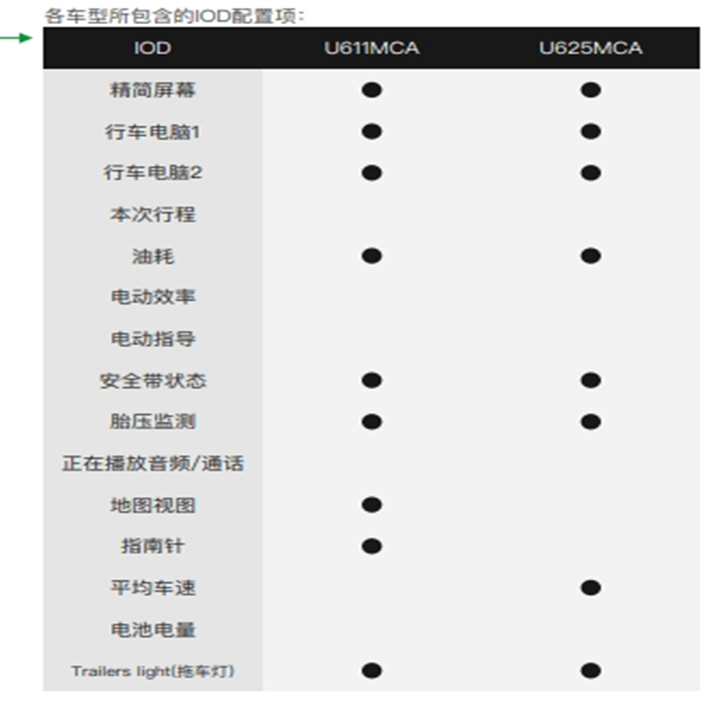 各车型所包含的IOD配置项:
IOD U611MCA U625MCA
精简屏幕 ● ●
行车电脑1 ● ●
行车电脑2 ● ●
本次行程
油耗 ● ●
电动效率
电动指导
安全带状态 ● ●
胎压监测 ● ●
正在播放音频/通话
地图视图 ●
指南针 ●
平均车速 ●
电池电量
Trailers light(拖车灯) ● ●